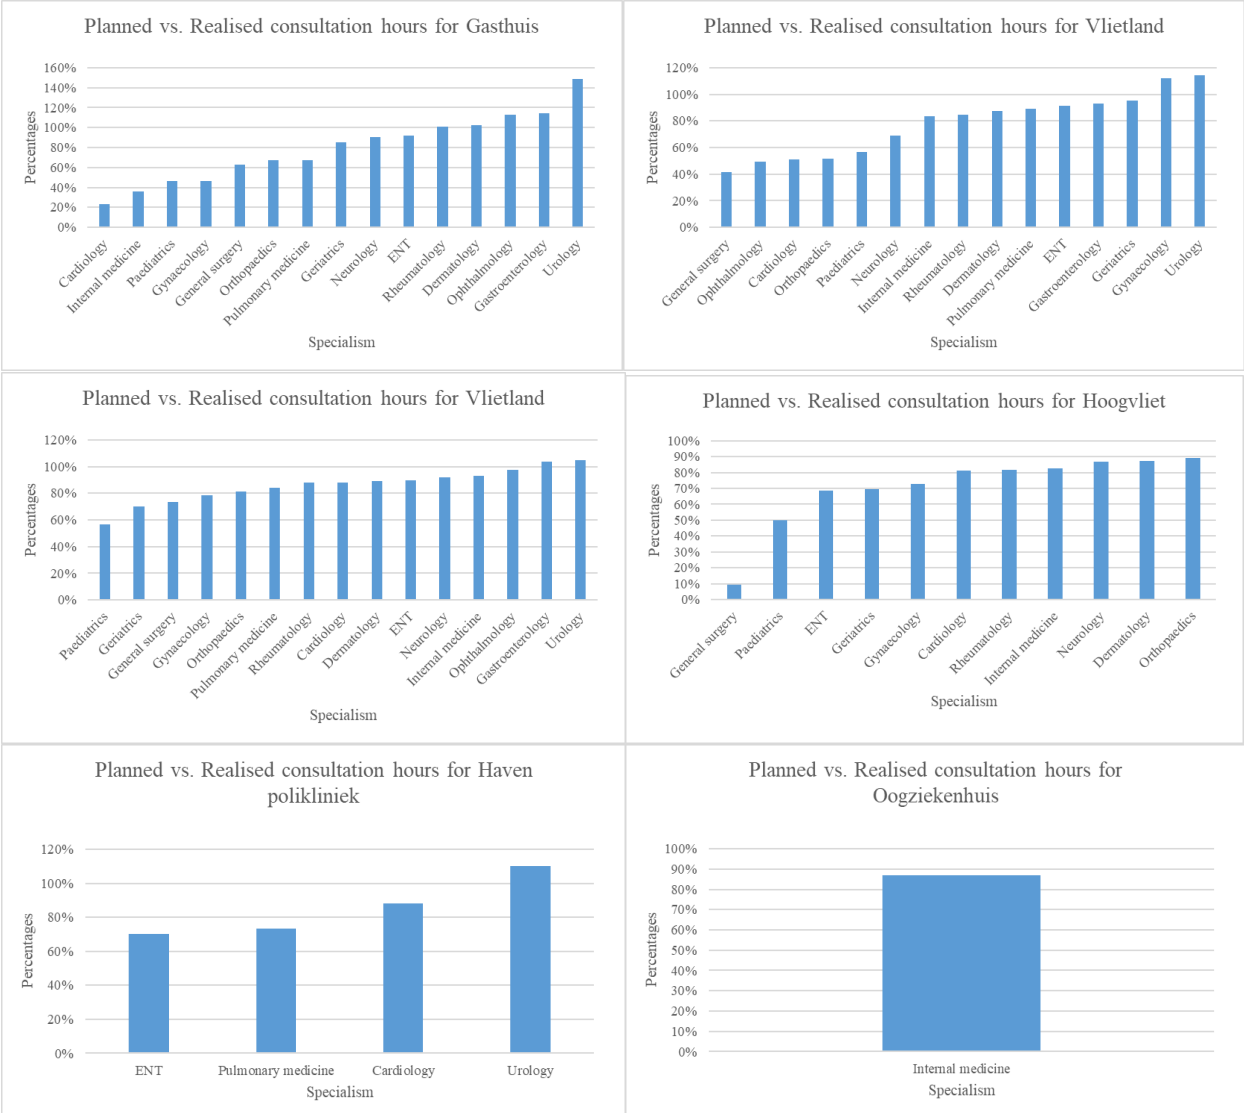 Planned vs. Realised consultation hours for Gasthuis
160%
140%
120%
100%
80%
60%
40%
20%
0%
Percentages
Cardiology
Internal medicine
Paediatrics
Gynaecology
General surgery
Orthopaedics
Pulmonary medicine
Geriatrics
Neurology
ENT
Rheumatology
Dermatology
Ophthalmology
Gastroenterology
Urology
Specialism
Planned vs. Realised consultation hours for Vlietland
120%
100%
80%
60%
40%
20%
0%
Percentages
General surgery
Ophthalmology
Cardiology
Orthopaedics
Paediatrics
Neurology
Internal medicine
Rheumatology
Dermatology
Pulmonary medicine
ENT
Gastroenterology
Geriatrics
Gynaecology
Urology
Specialism
Planned vs. Realised consultation hours for Vlietland
120%
100%
80%
60%
40%
20%
0%
Percentages
Paediatrics
Geriatrics
General surgery
Gynaecology
Orthopaedics
Pulmonary medicine
Rheumatology
Cardiology
Dermatology
ENT
Neurology
Internal medicine
Ophthalmology
Gastroenterology
Urology
Specialism
Planned vs. Realised consultation hours for Hoogvliet
100%
90%
80%
70%
60%
50%
40%
30%
20%
10%
0%
Percentages
General surgery
Paediatrics
ENT
Geriatrics
Gynaecology
Cardiology
Rheumatology
Internal medicine
Neurology
Dermatology
Orthopaedics
Specialism
Planned vs. Realised consultation hours for Haven
polikliniek
120%
100%
80%
60%
40%
20%
0%
Percentages
ENT
Pulmonary medicine
Cardiology
Urology
Specialism
Planned vs. Realised consultation hours for
Oogziekenhuis
100%
90%
80%
70%
60%
50%
40%
30%
20%
10%
0%
Percentages
Internal medicine
Specialism